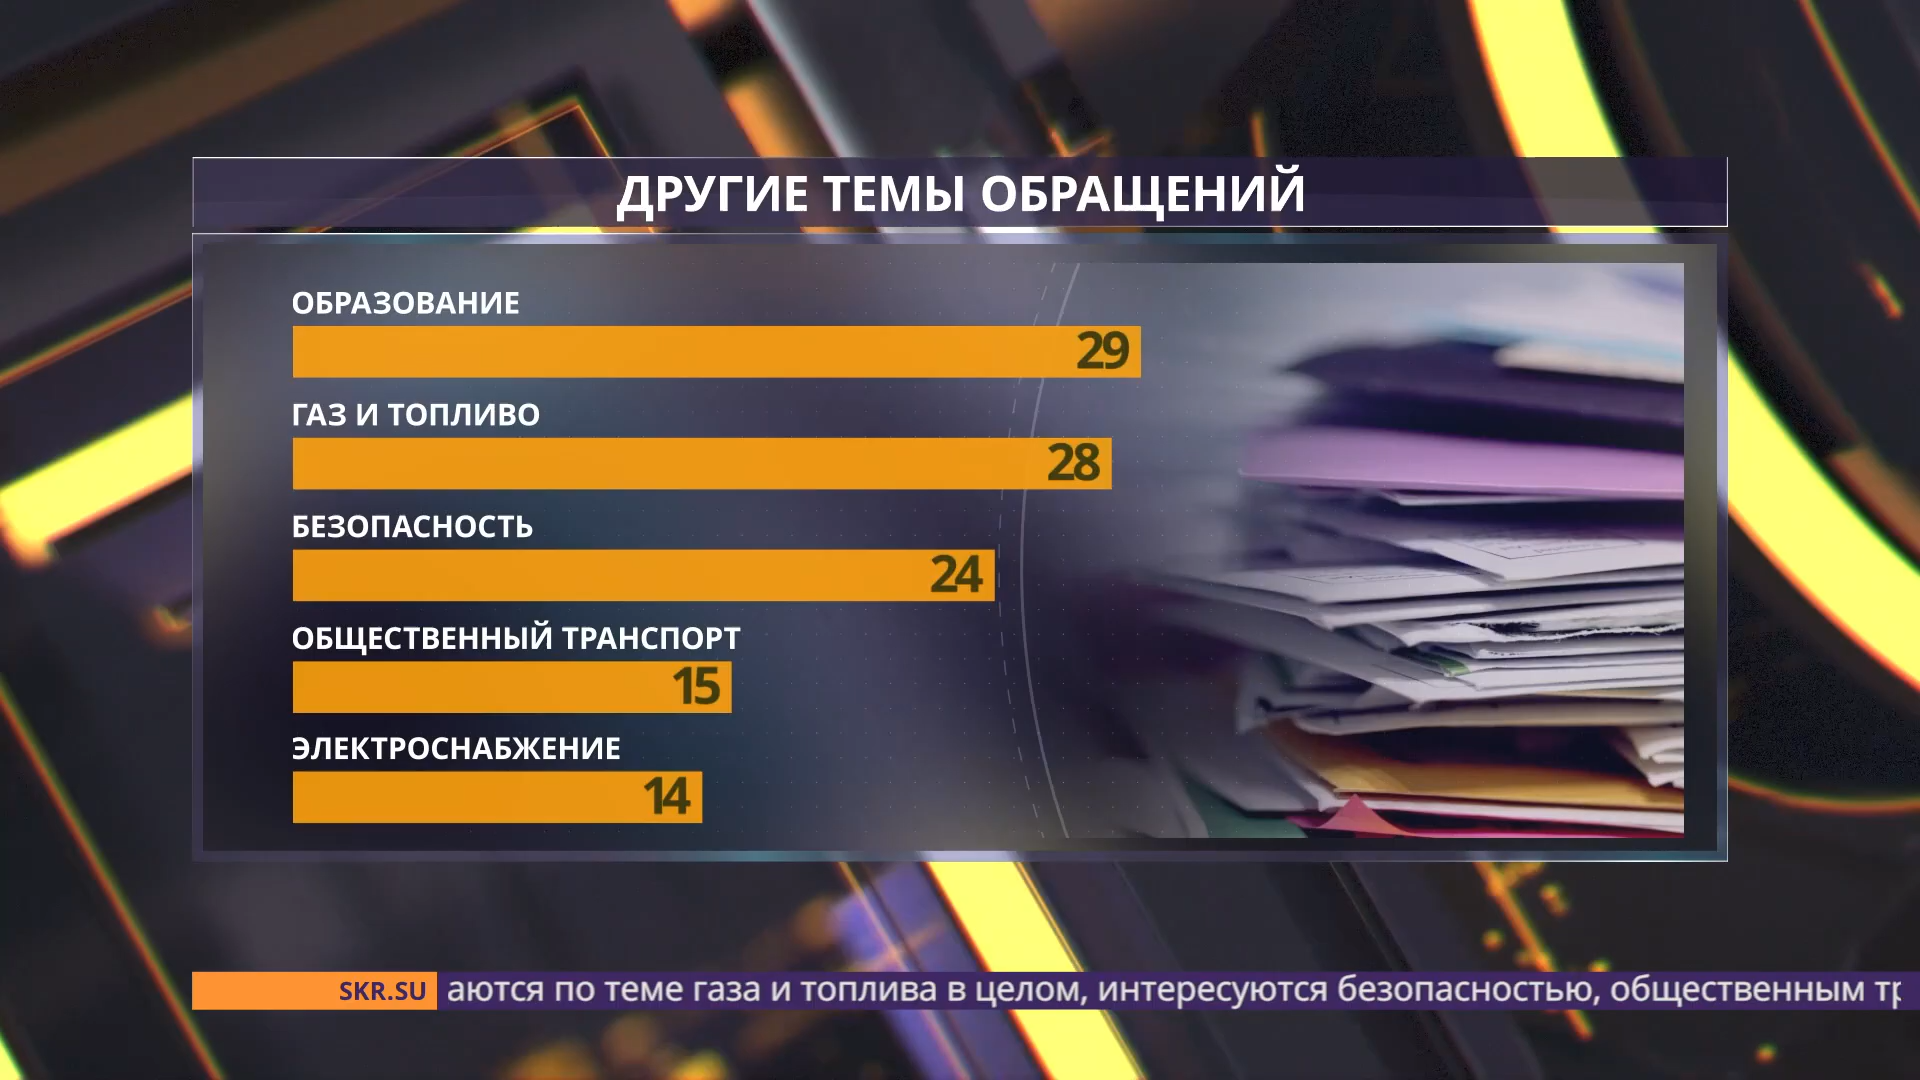 ДРУГИЕ ТЕМЫ ОБРАЩЕНИЙ
ОБРАЗОВАНИЕ
29
ГАЗ И ТОПЛИВО
28
БЕЗОПАСНОСТЬ
24
ОБЩЕСТВЕННЫЙ ТРАНСПОРТ
15
ЭЛЕКТРОСНАБЖЕНИЕ
14
SKR.SU аются по теме газа и топлива в целом, интересуются безопасностью, общественным